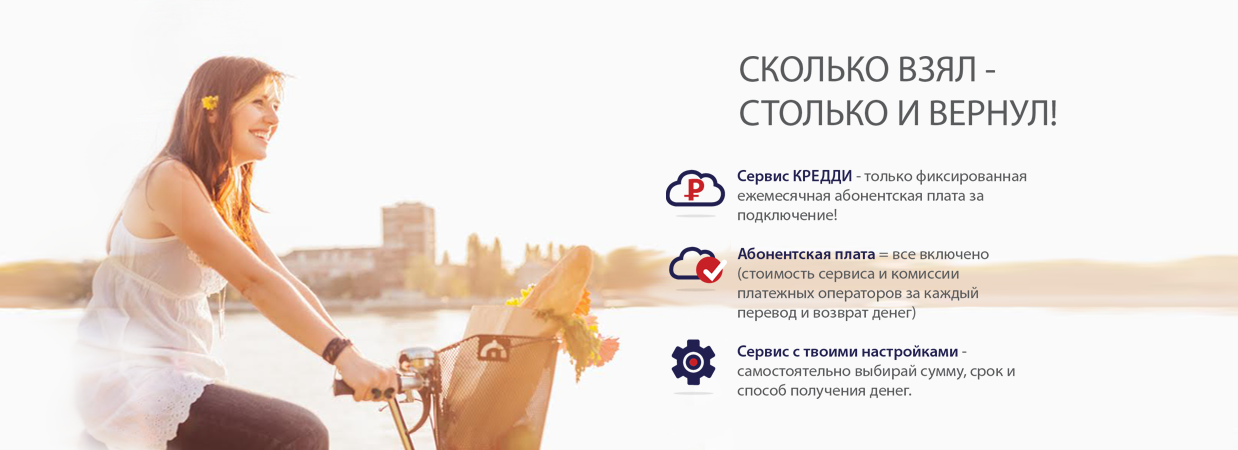 СКОЛЬКО ВЗЯЛ -
СТОЛЬКО И ВЕРНУЛ!
Сервис КРЕДДИ - только фиксированная
ежемесячная абонентская плата за
подключение!
Абонентская плата = все включено
(стоимость сервиса и комиссии
платежных операторов за каждый
перевод и возврат денег)
Сервис с твоими настройками -
самостоятельно выбирай сумму, срок и
способ получения денег.